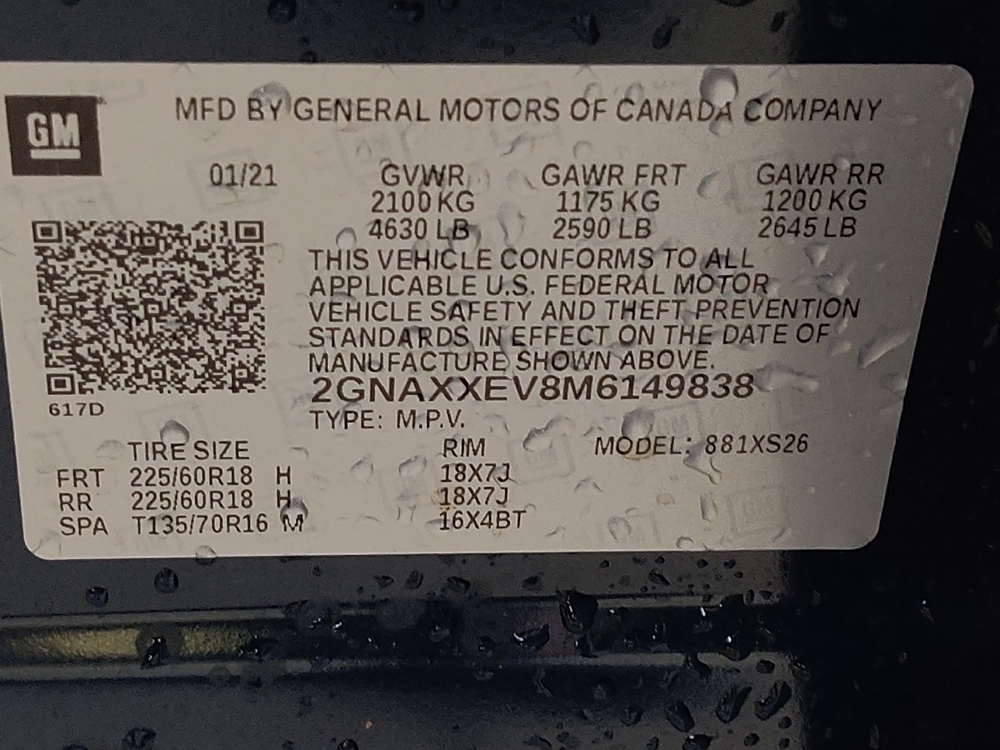 GM
MFD BY GENERAL MOTORS OF CANADA COMPANY
01/21 GVWR GAWR FRT GAWR RR
2100 KG 1175 KG 1200 KG
4630 LB 2590 LB 2645 LB
THIS VEHICLE CONFORMS TO ALL
APPLICABLE U.S. FEDERAL MOTOR
VEHICLE SAFETY AND THEFT PREVENTION
STANDARDS IN EFFECT ON THE DATE OF
MANUFACTURE SHOWN ABOVE.
2GNAXXEV8M6149838
617D
TYPE: M.P.V.
TIRE SIZE RIM MODEL: 881XS26
FRT 225/60R18 H 18X7J
RR 225/60R18 H 18X7J
SPA T135/70R16 M 16X4BT